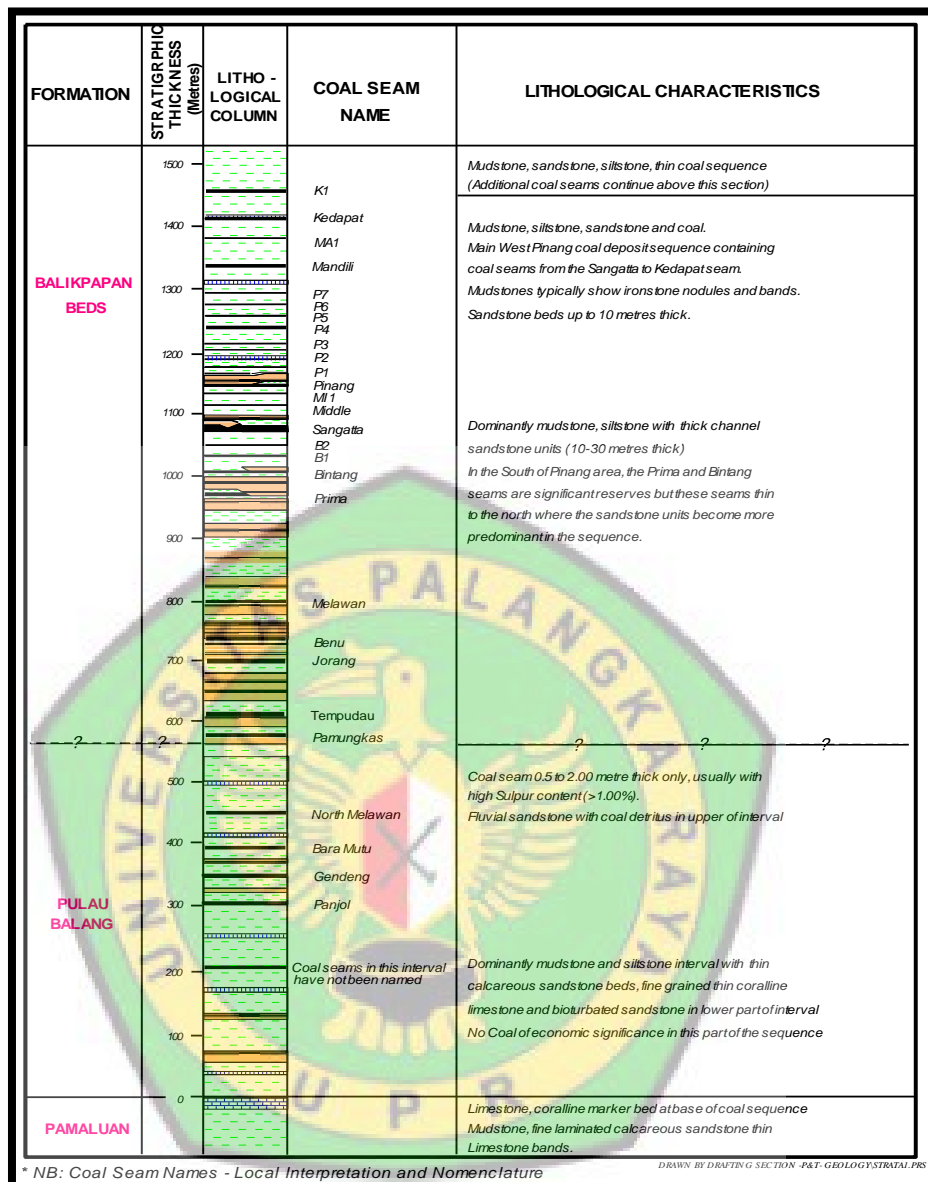 FORMATION
STRATIGRPHIC
THICKNESS
(Metres)
LITHO -
LOGICAL
COLUMN
COAL SEAM
NAME
LITHOLOGICAL CHARACTERISTICS
BALIKPAPAN
BEDS
1500
1400
1300
1200
1100
1000
900
800
700
600
K1
Kedapat
MA1
Mandili
P7
P6
P5
P4
P3
P2
P1
Pinang
MI 1
Middle
Sangatta
B2
B1
Bintang
Prima
Melawan
Benu
Jorang
Tempudau
Pamungkas
Mudstone, sandstone, siltstone, thin coal sequence
(Additional coal seams continue above this section)
Mudstone, siltstone, sandstone and coal.
Main West Pinang coal deposit sequence containing
coal seams from the Sangatta to Kedapat seam.
Mudstones typically show ironstone nodules and bands.
Sandstone beds up to 10 metres thick.
Dominantly mudstone, siltstone with thick channel
sandstone units (10-30 metres thick)
In the South of Pinang area, the Prima and Bintang
seams are significant reserves but these seams thin
to the north where the sandstone units become more
predominant in the sequence.
? ? ? ? ?
PULAU
BALANG
500
400
300
200
100
0
North Melawan
Bara Mutu
Gendeng
Panjol
Coal seams in this interval
have not been named
Coal seam 0.5 to 2.00 metre thick only, usually with
high Sulpur content (>1.00%).
Fluvial sandstone with coal detritus in upper of interval
Dominantly mudstone and siltstone interval with thin
calcareous sandstone beds, fine grained thin coralline
limestone and bioturbated sandstone in lower part of interval
No Coal of economic significance in this part of the sequence
PAMALUAN
Limestone, coralline marker bed at base of coal sequence
Mudstone, fine laminated calcareous sandstone thin
Limestone bands.
* NB: Coal Seam Names - Local Interpretation and Nomenclature
DRAWN BY DRAFTING SECTION -P&T- GEOLOGY\STRATA1.PRS
UNIVERSITAS PALANGKA RAYA
UPR